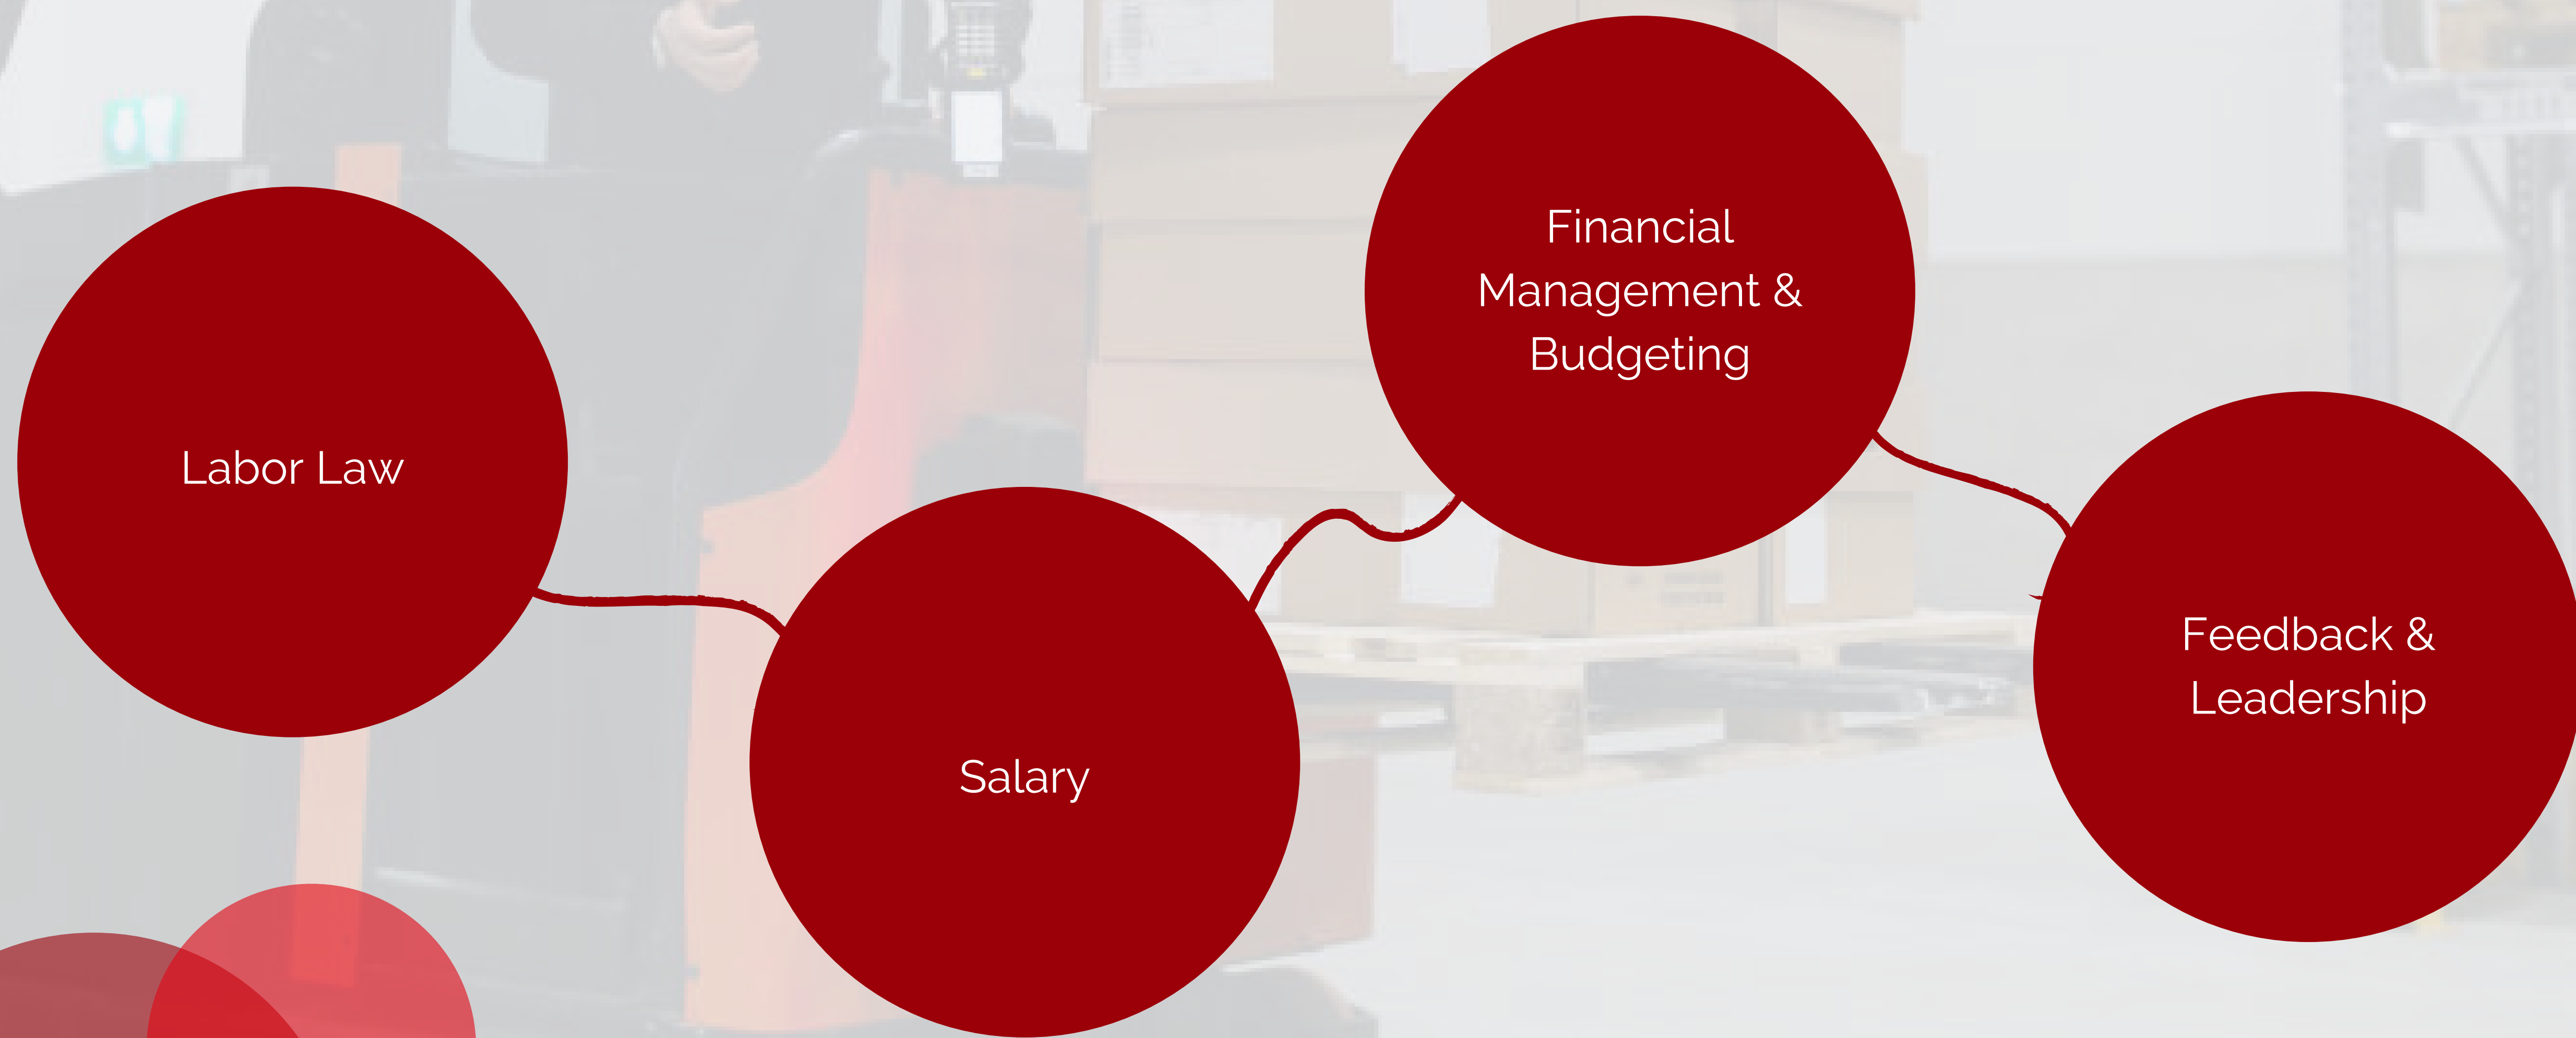 Labor Law
Salary
Financial
Management &
Budgeting
Feedback &
Leadership